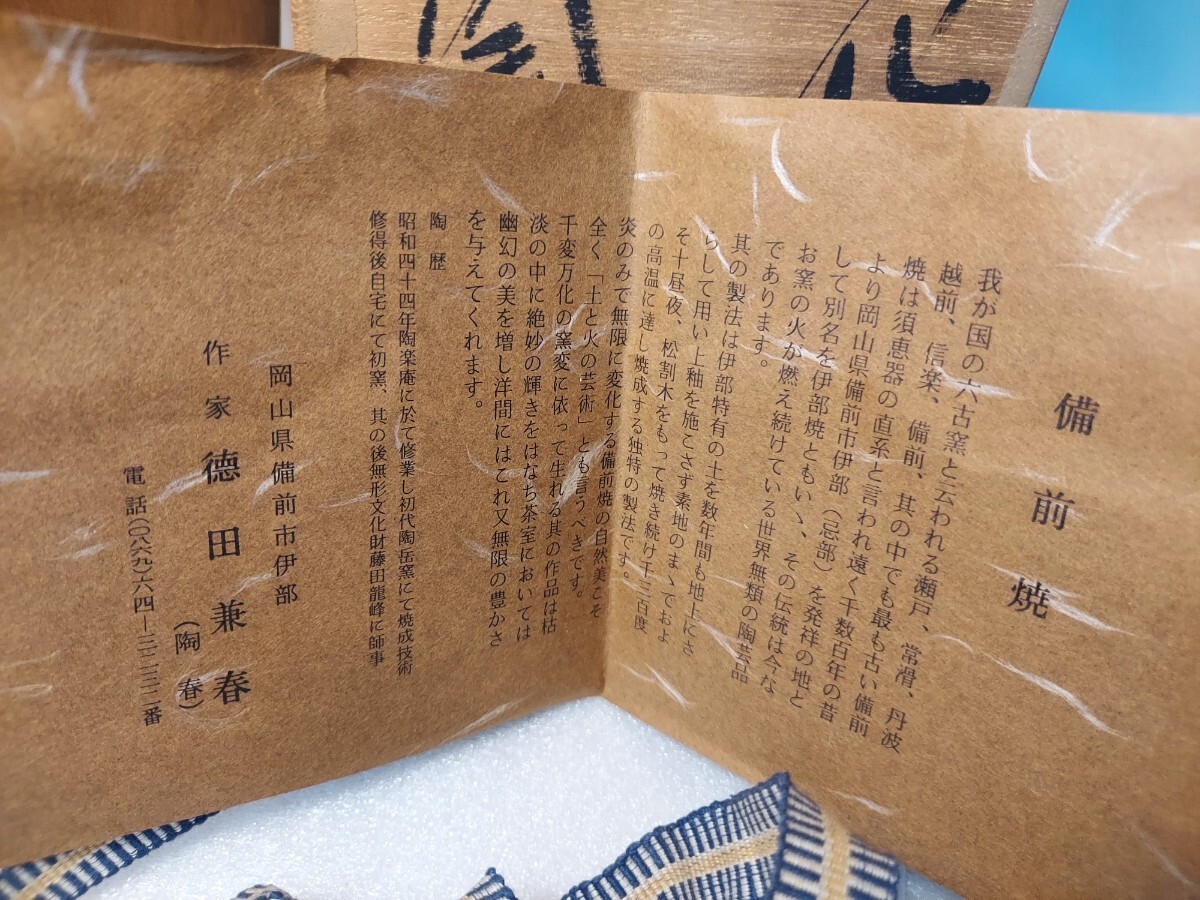 備前焼
我が国の六古窯と云われる瀬戸、常滑、丹波
越前、信楽、備前、其の中でも最も古い備前
焼は須恵器の直系と言われ遠く千数百年の昔
より岡山県備前市伊部（忌部）を発祥の地と
して別名を伊部焼ともいゝ、その伝統は今な
お窯の火が燃え続けている世界無類の陶芸品
であります。
其の製法は伊部特有の土を数年間も地上にさ
らして用い上釉を施こさず素地のまゝでおよ
そ十昼夜、松割木をもって焼き続け千三百度
の高温に達し焼成する独特の製法です。
炎のみで無限に変化する備前焼の自然美こそ
全く「土と火の芸術」とも言うべきです。
千変万化の窯変に依って生れる其の作品は枯
淡の中に絶妙の輝きをはなち茶室においては
幽幻の美を増し洋間にはこれ又無限の豊かさ
を与えてくれます。
陶歴
昭和四十四年陶楽庵に於て修業し初代陶岳窯にて焼成技術
修得後自宅にて初窯、其の後無形文化財藤田龍峰に師事
岡山県備前市伊部
作家 德田兼春
（陶春）
電話（〇八六九）六四―三二三二番